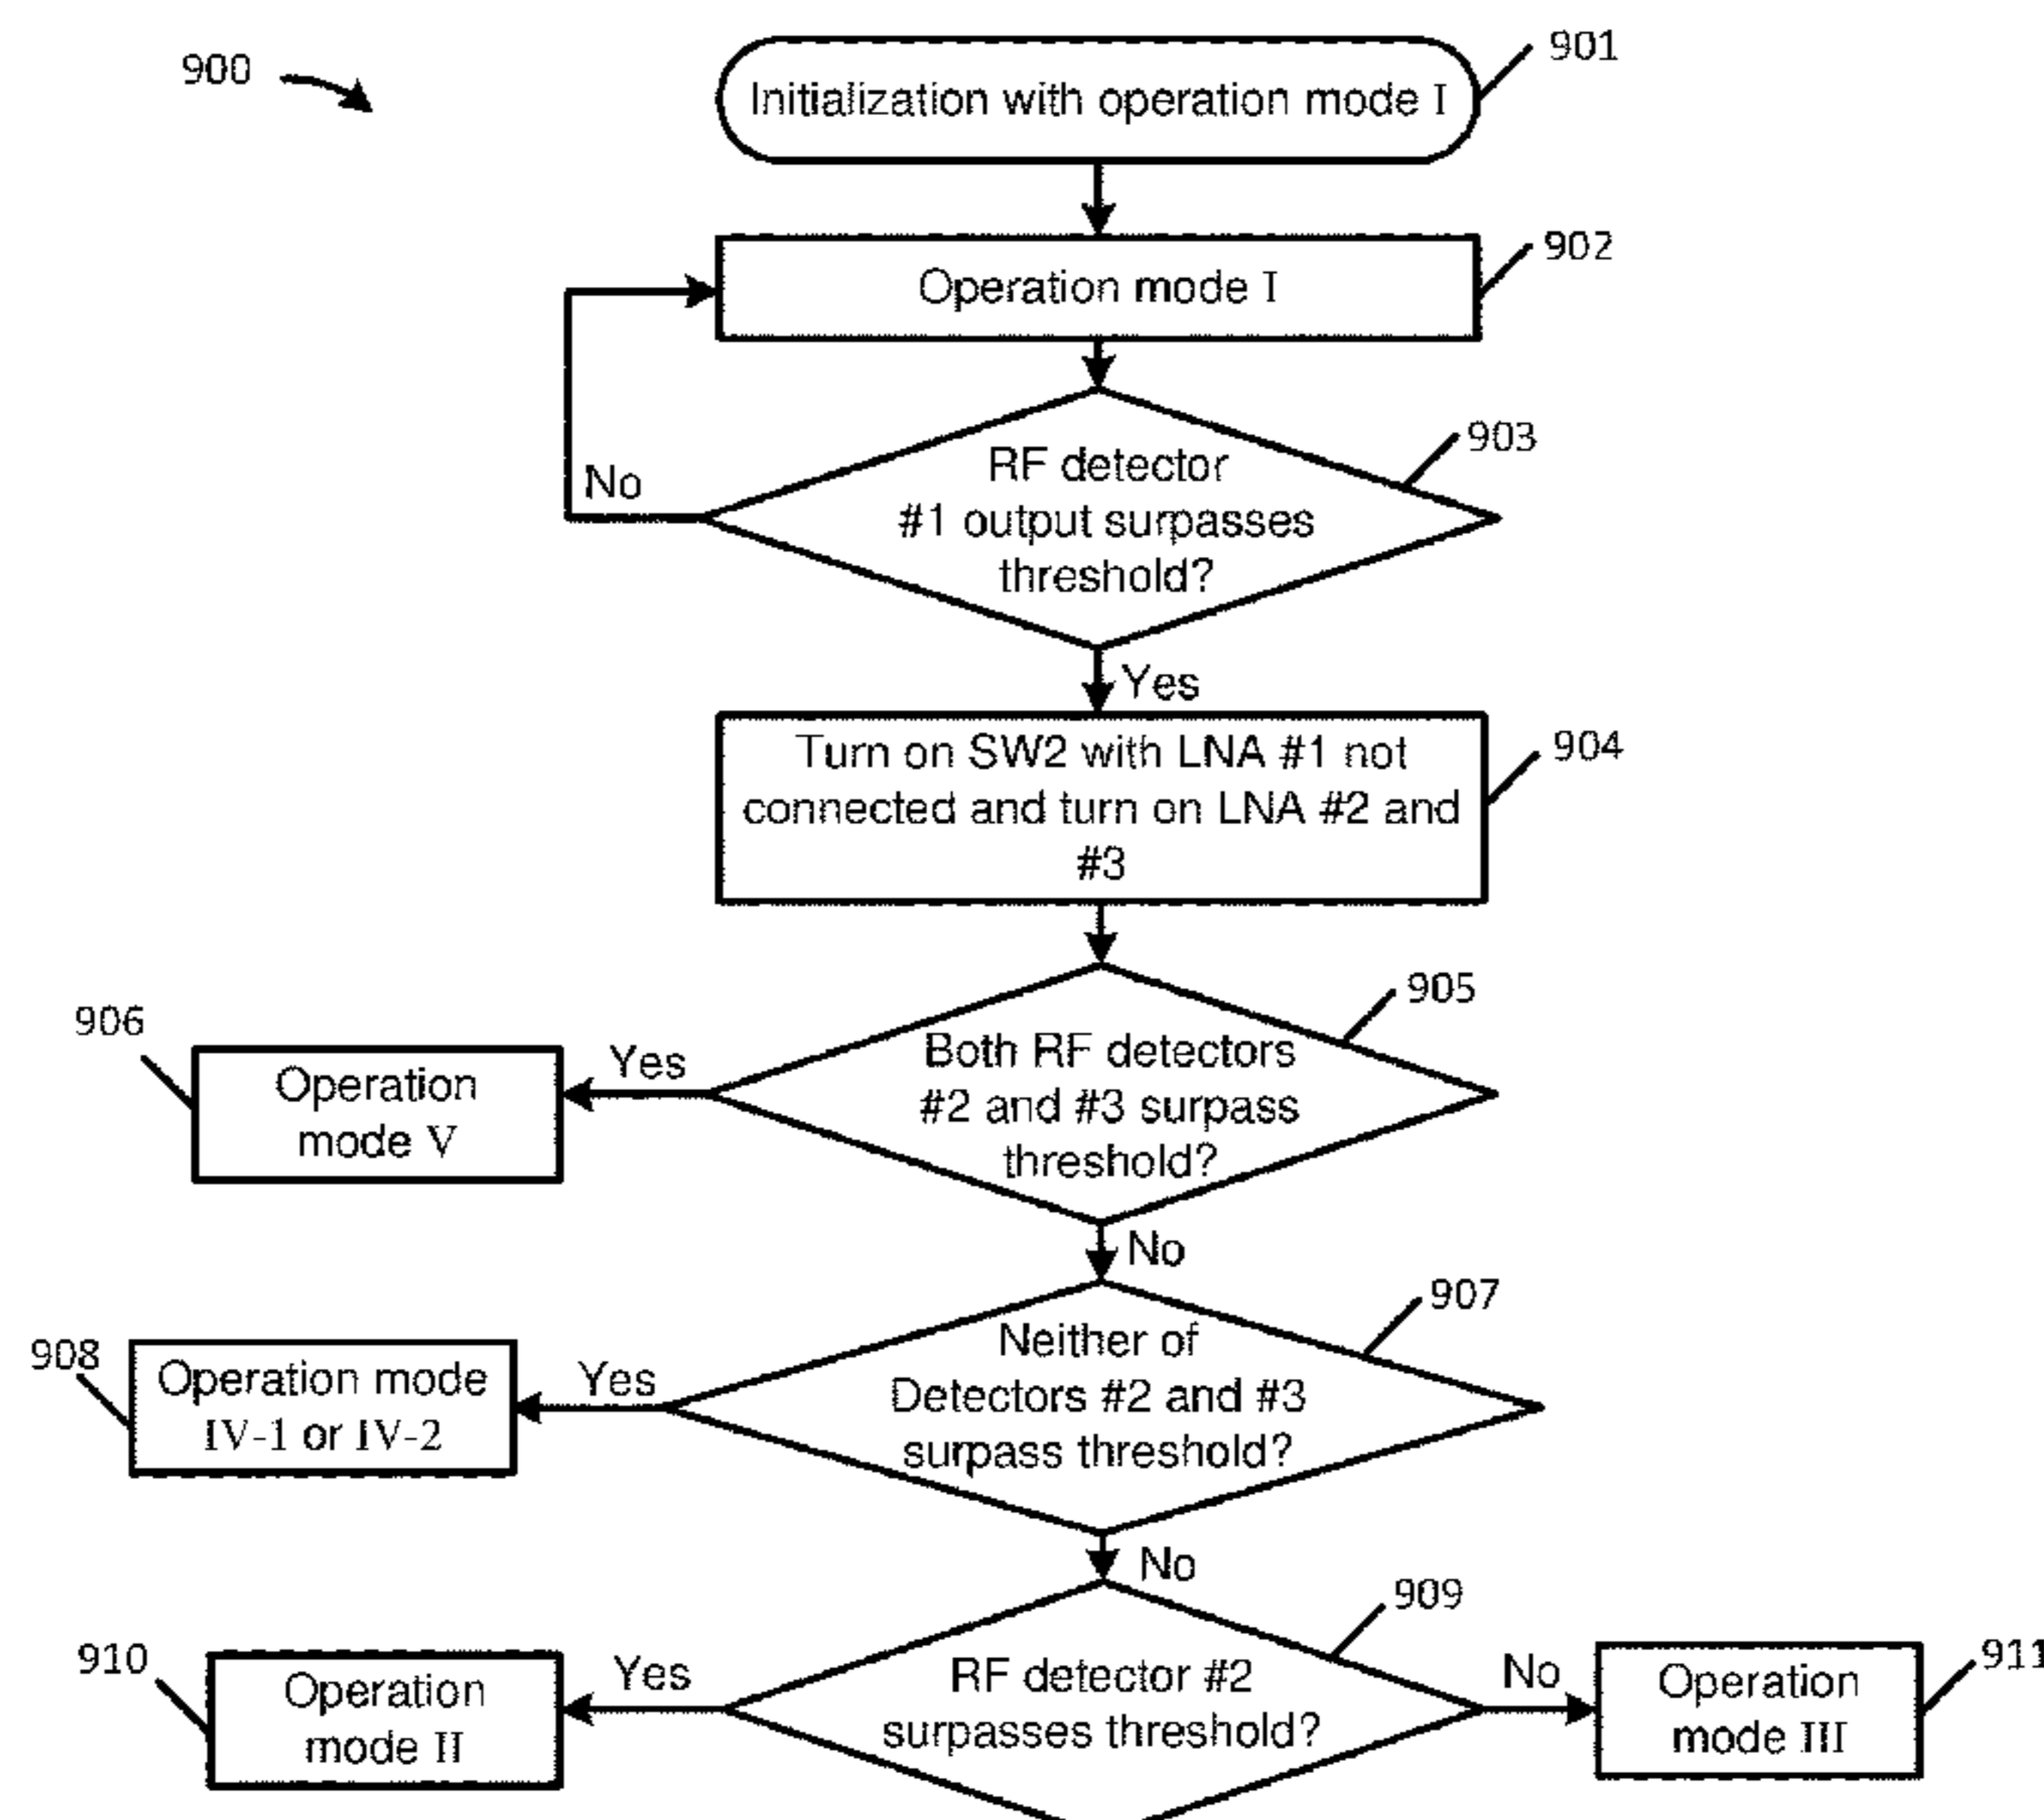 900
901
Initialization with operation mode I
902
Operation mode I
903
RF detector
#1 output surpasses
threshold?
No
Yes
904
Turn on SW2 with LNA #1 not
connected and turn on LNA #2 and
#3
905
Both RF detectors
#2 and #3 surpass
threshold?
Yes
906
Operation
mode V
No
907
Neither of
Detectors #2 and #3
surpass threshold?
Yes
908
Operation mode
IV-1 or IV-2
No
909
RF detector #2
surpasses threshold?
Yes
910
Operation
mode II
No
911
Operation
mode III